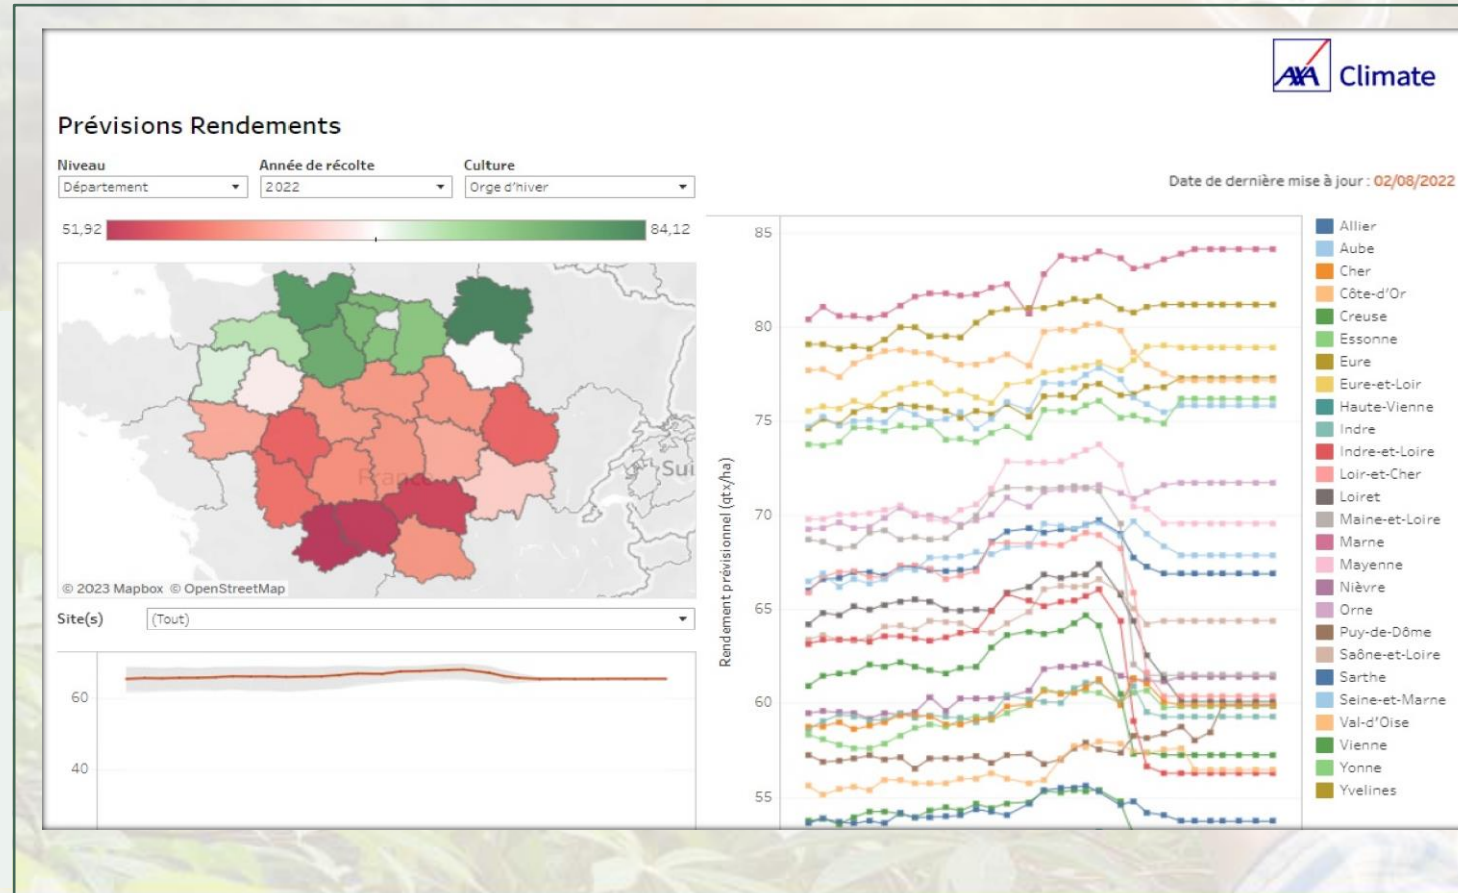 AXA Climate
Prévisions Rendements
Niveau Année de récolte Culture
Département 2022 Orge d'hiver
Date de dernière mise à jour : 02/08/2022
51,92 84,12
France
Sui
© 2023 Mapbox © OpenStreetMap
Site(s) (Tout)
60
40
Rendement prévisionnel (qtx/ha)
85
80
75
70
65
60
55
Allier
Aube
Cher
Côte-d'Or
Creuse
Essonne
Eure
Eure-et-Loir
Haute-Vienne
Indre
Indre-et-Loire
Loir-et-Cher
Loiret
Maine-et-Loire
Marne
Mayenne
Nièvre
Orne
Puy-de-Dôme
Saône-et-Loire
Sarthe
Seine-et-Marne
Val-d'Oise
Vienne
Yonne
Yvelines